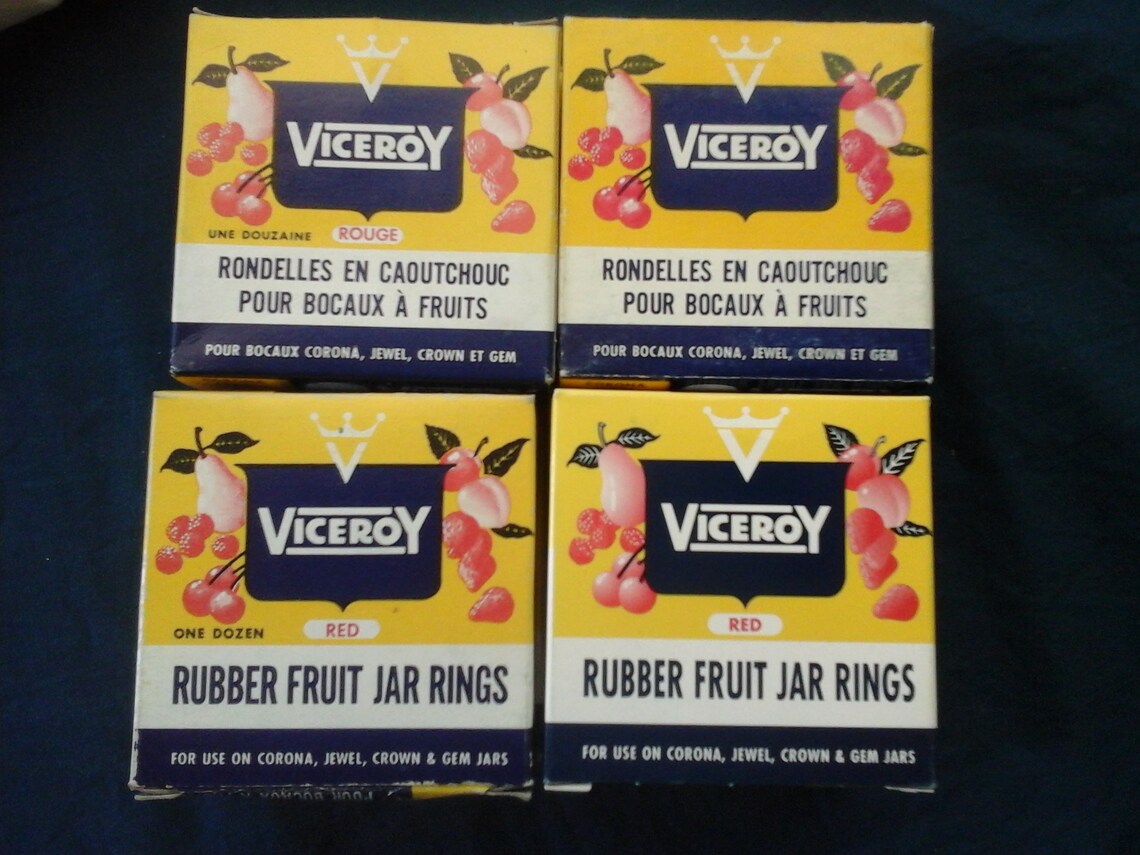 VICEROY
UNE DOUZAINE ROUGE
RONDELLES EN CAOUTCHOUC
POUR BOCAUX À FRUITS
POUR BOCAUX CORONA, JEWEL, CROWN ET GEM
VICEROY
RONDELLES EN CAOUTCHOUC
POUR BOCAUX À FRUITS
POUR BOCAUX CORONA, JEWEL, CROWN ET GEM
VICEROY
ONE DOZEN RED
RUBBER FRUIT JAR RINGS
FOR USE ON CORONA, JEWEL, CROWN & GEM JARS
VICEROY
RED
RUBBER FRUIT JAR RINGS
FOR USE ON CORONA, JEWEL, CROWN & GEM JARS